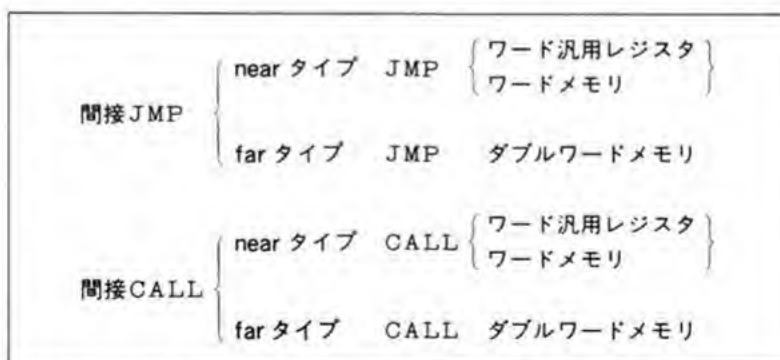 near タイプ JMP ワード汎用レジスタ
ワードメモリ
間接JMP
far タイプ JMP ダブルワードメモリ
near タイプ CALL ワード汎用レジスタ
ワードメモリ
間接CALL
far タイプ CALL ダブルワードメモリ